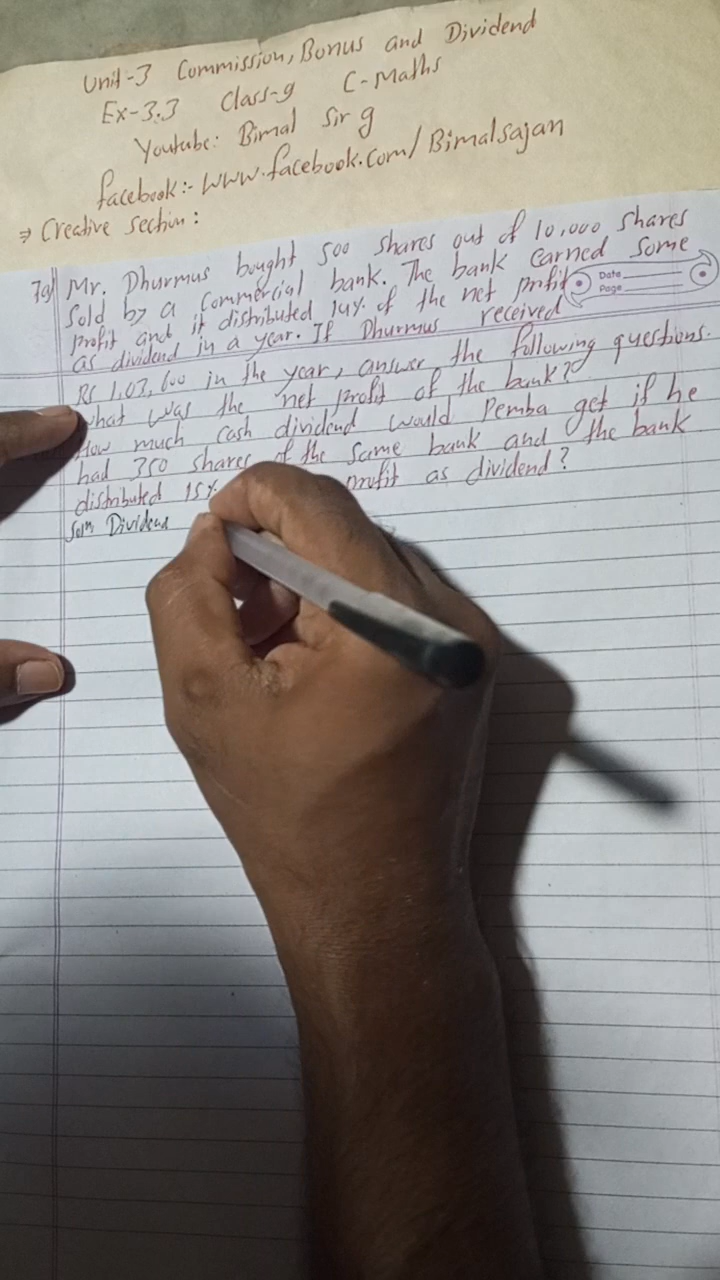 Unit-3 Commission, Bonus and Dividend
Ex-3.3 Class-9 C-Maths
Youtube: Bimal Sir g
facebook:- www.facebook.com/Bimalsajan
⇒ Creative section:
7a) Mr. Dhurmus bought 500 shares out of 10,000 shares
sold by a commercial bank. The bank earned some
profit and it distributed 14% of the net profit
Date
Page
as dividend in a year. If Dhurmus received
Rs 1,03,600 in the year, answer the following questions.
What was the net profit of the bank?
How much cash dividend would Pemba get if he
had 350 shares of the same bank and the bank
distributed 15% profit as dividend?
Solⁿ Dividend